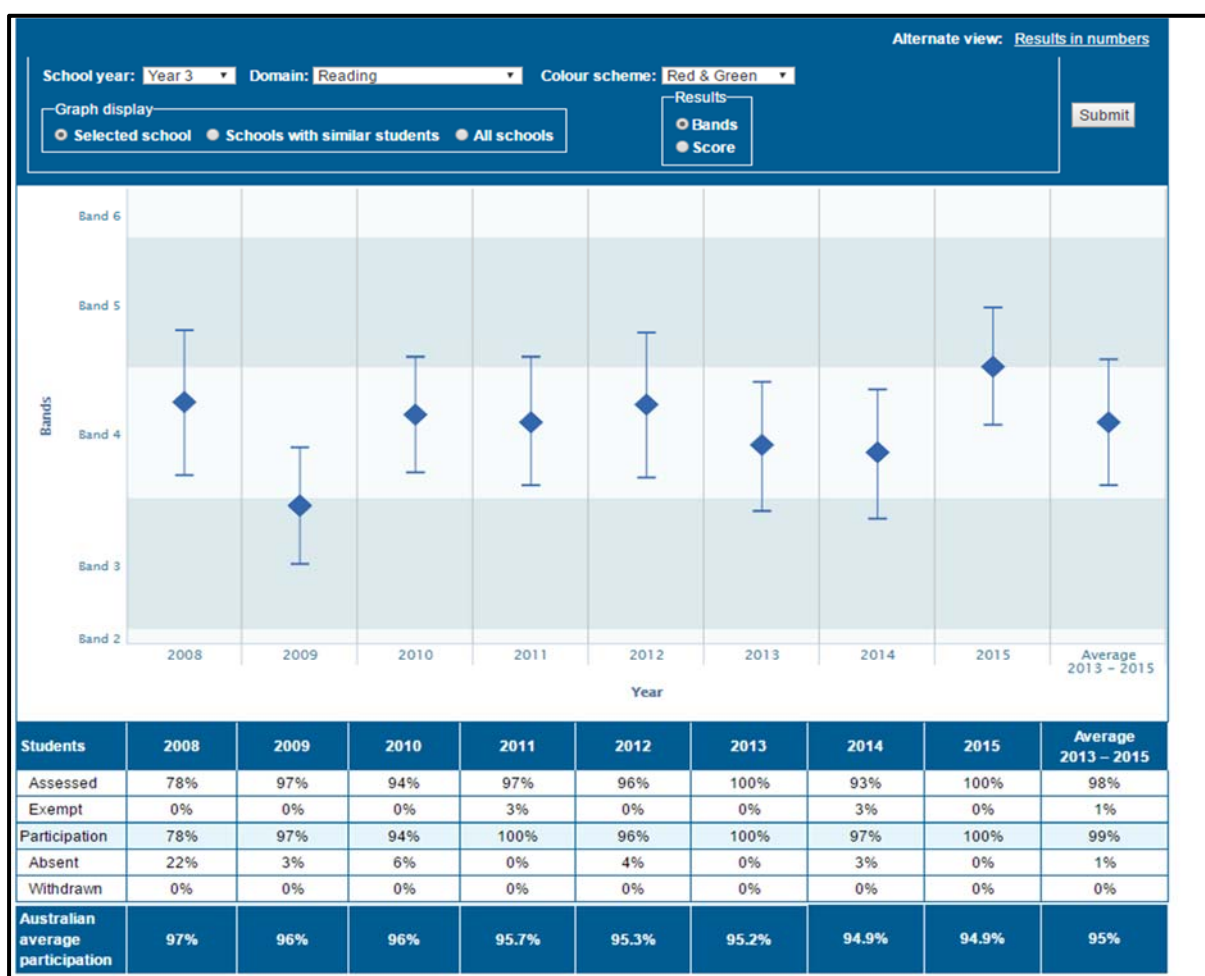 Alternate view: Results in numbers
School year: Year 3 Domain: Reading Colour scheme: Red & Green
Graph display
Selected school Schools with similar students All schools
Results
Bands
Score
Submit
Band 6
Band 5
Band 4
Band 3
Band 2
Bands
2008 2009 2010 2011 2012 2013 2014 2015 Average
2013 – 2015
Year
Students 2008 2009 2010 2011 2012 2013 2014 2015 Average
2013 – 2015
Assessed 78% 97% 94% 97% 96% 100% 93% 100% 98%
Exempt 0% 0% 0% 3% 0% 0% 3% 0% 1%
Participation 78% 97% 94% 100% 96% 100% 97% 100% 99%
Absent 22% 3% 6% 0% 4% 0% 3% 0% 1%
Withdrawn 0% 0% 0% 0% 0% 0% 0% 0% 0%
Australian
average
participation 97% 96% 96% 95.7% 95.3% 95.2% 94.9% 94.9% 95%